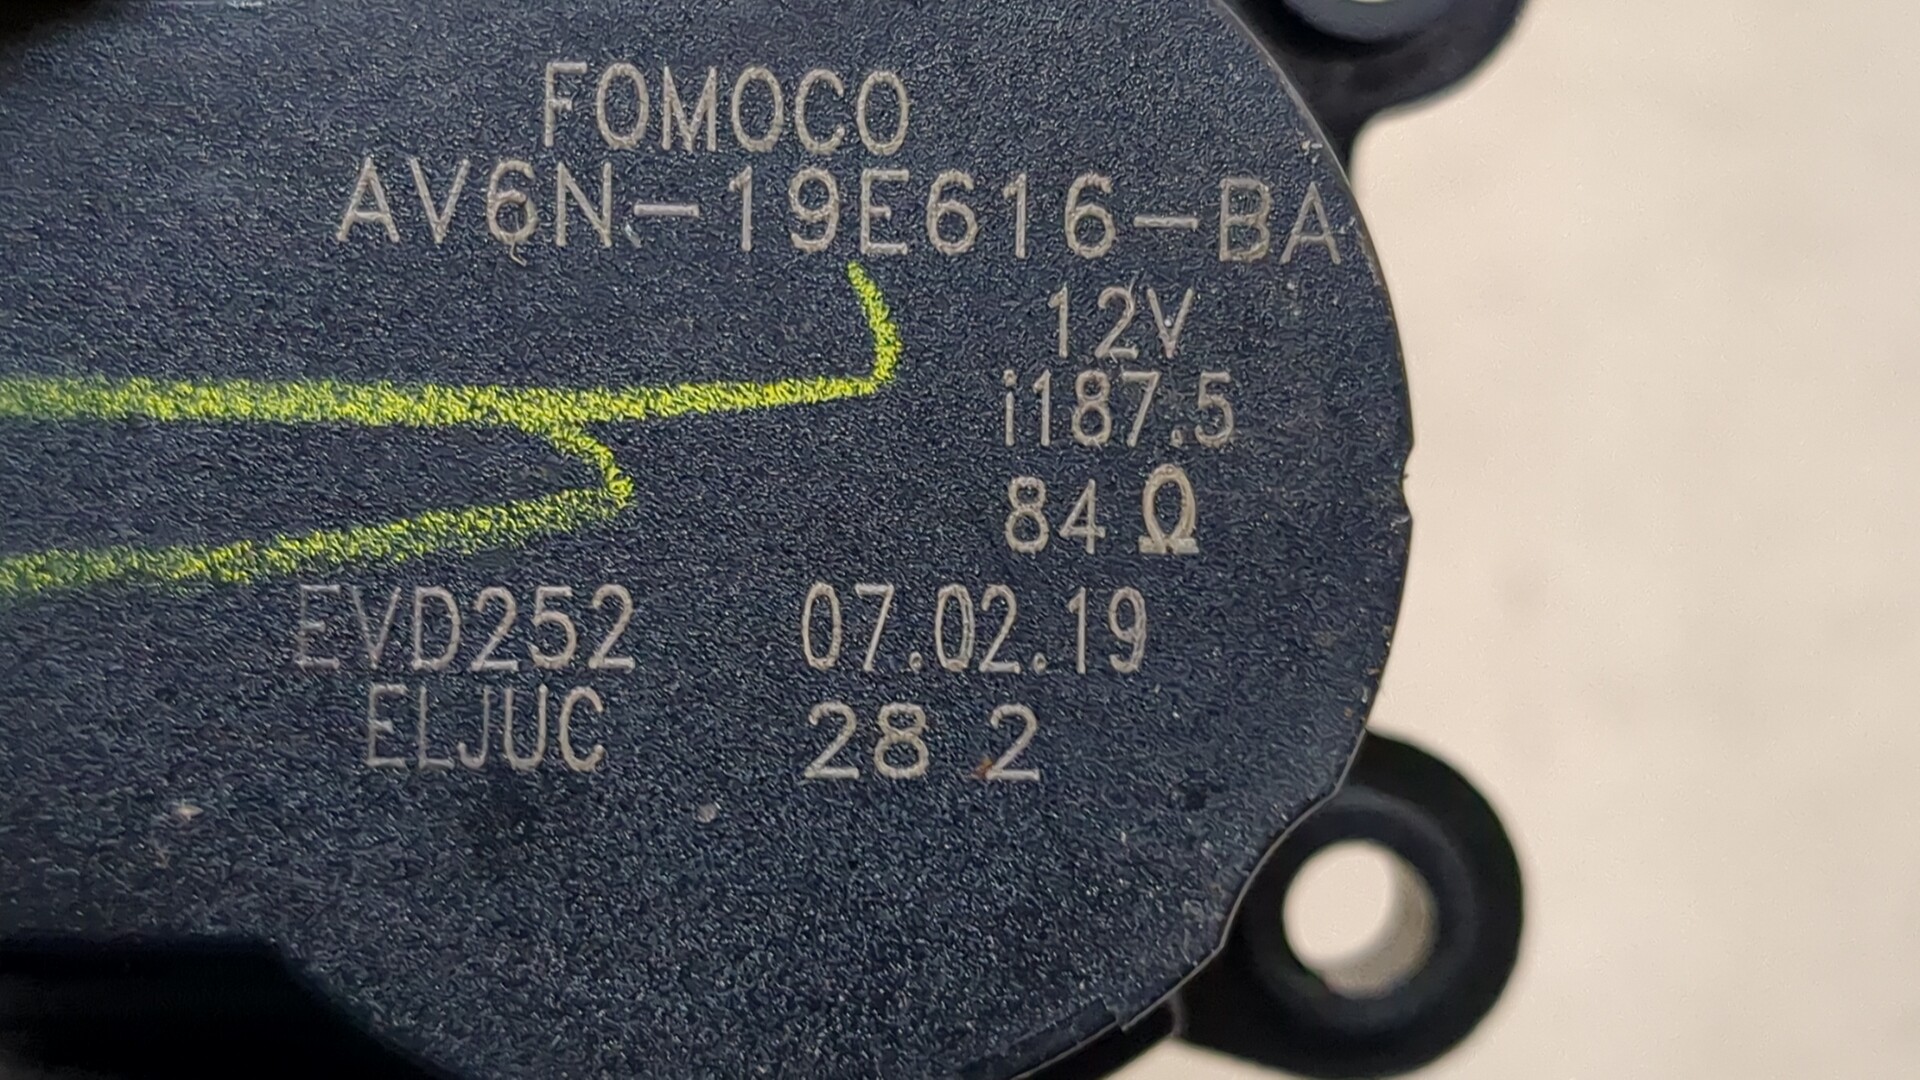 FOMOCO
AV6N-19E616-BA
12V
i187.5
84 Ω
EVD252 07.02.19
ELJUC 28 2